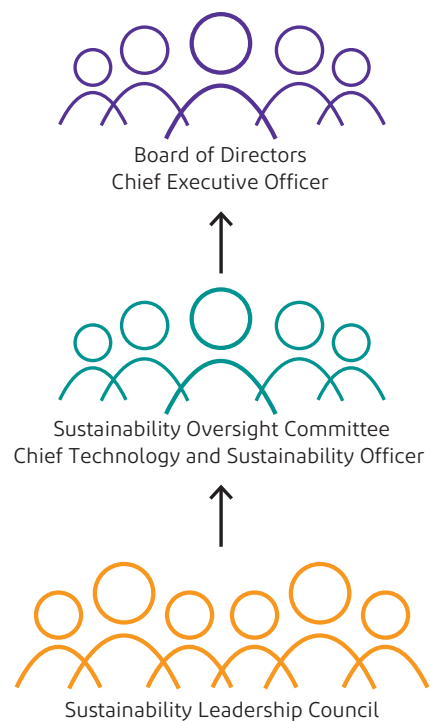 Board of Directors
Chief Executive Officer
Sustainability Oversight Committee
Chief Technology and Sustainability Officer
Sustainability Leadership Council